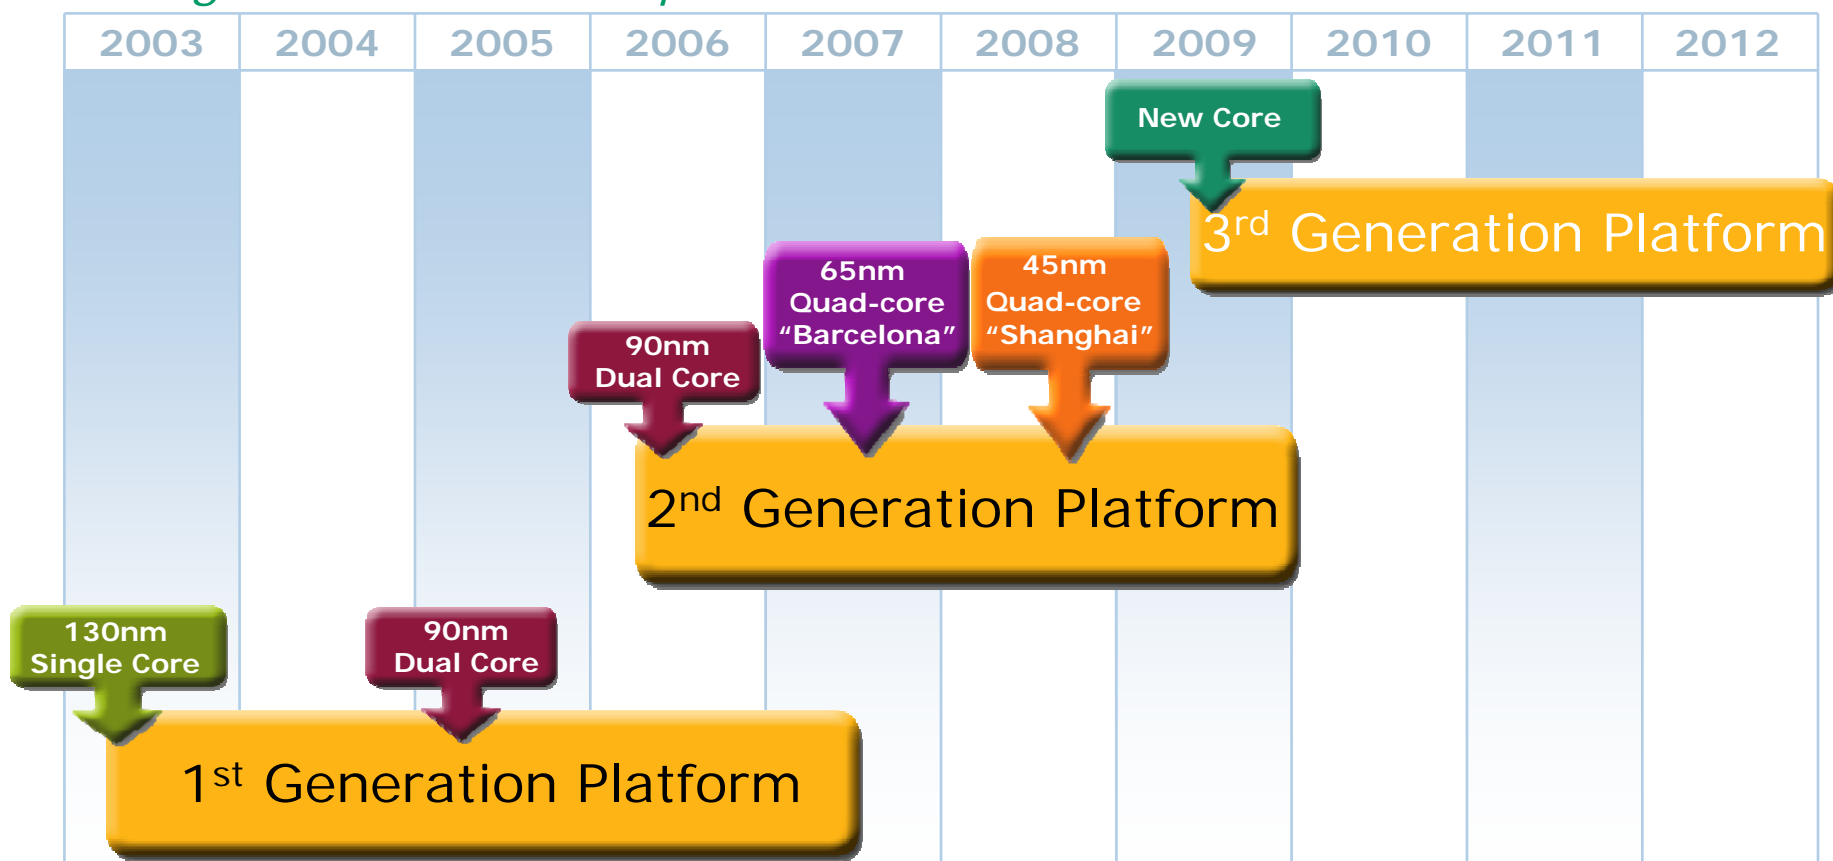 2003 2004 2005 2006 2007 2008 2009 2010 2011 2012
New Core
3rd Generation Platform
65nm
Quad-core
“Barcelona”
45nm
Quad-core
“Shanghai”
90nm
Dual Core
2nd Generation Platform
130nm
Single Core
90nm
Dual Core
1st Generation Platform